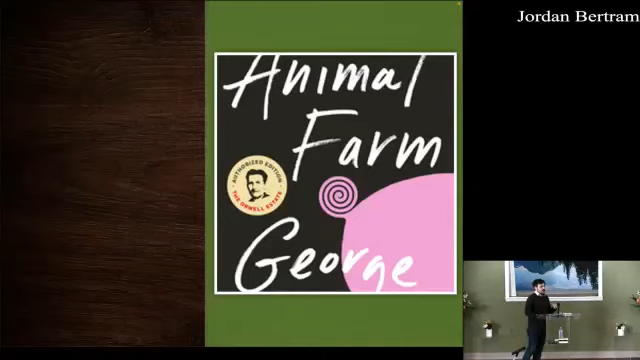 Jordan Bertram
Animal
Farm
AUTHORIZED EDITION
THE ORWELL ESTATE
George